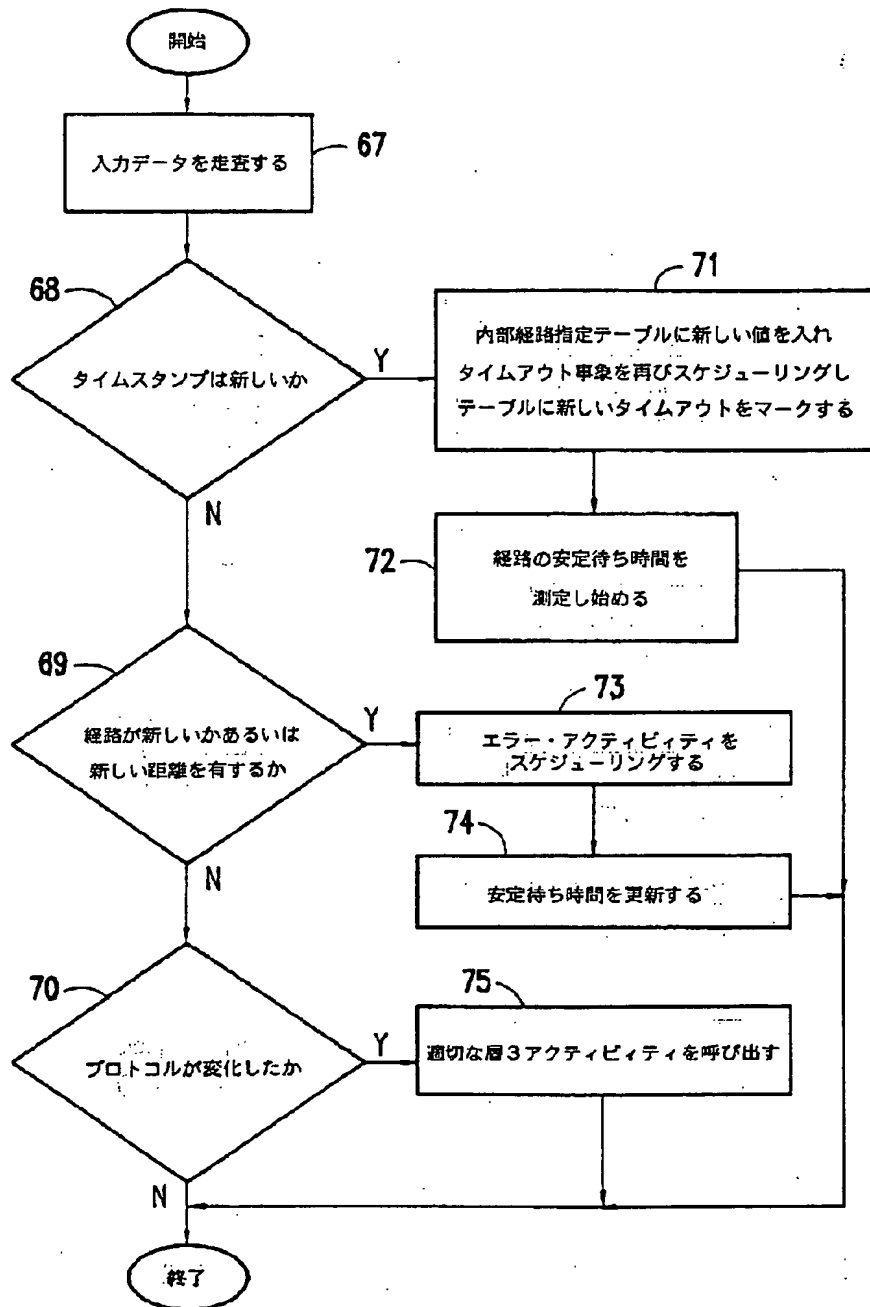 開始
入力データを走査する
67
68
タイムスタンプは新しいか
Y
N
71
内部経路指定テーブルに新しい値を入れ
タイムアウト事象を再びスケジューリングし
テーブルに新しいタイムアウトをマークする
72
経路の安定待ち時間を
測定し始める
69
経路が新しいかあるいは
新しい距離を有するか
Y
N
73
エラー・アクティビィティを
スケジューリングする
74
安定待ち時間を更新する
70
プロトコルが変化したか
Y
N
75
適切な層3アクティビィティを呼び出す
終了